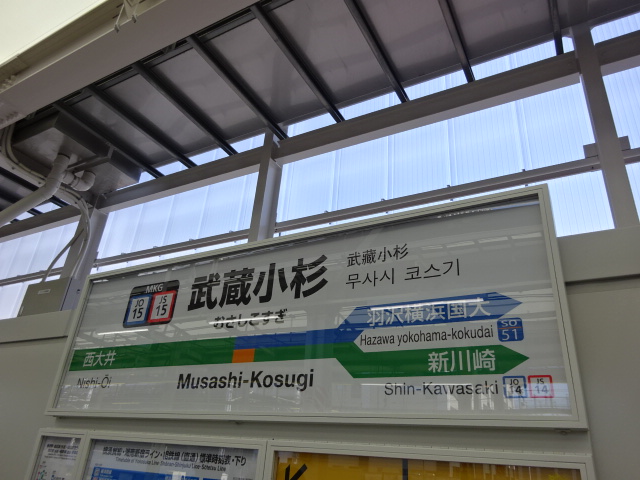 MKG
JO 15
JS 15
武蔵小杉
むさしこすぎ
武藏小杉
무사시 코스기
西大井
Nishi-Ōi
Musashi-Kosugi
羽沢横浜国大
Hazawa yokohama-kokudai
SO 51
新川崎
Shin-Kawasaki
JO 14
JS 14